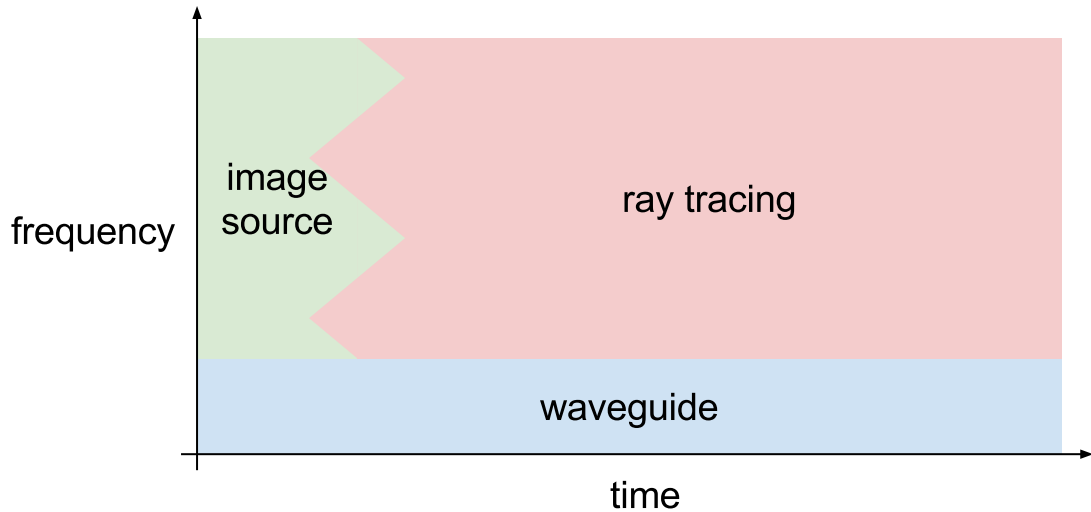 image
source
ray tracing
frequency
waveguide
time